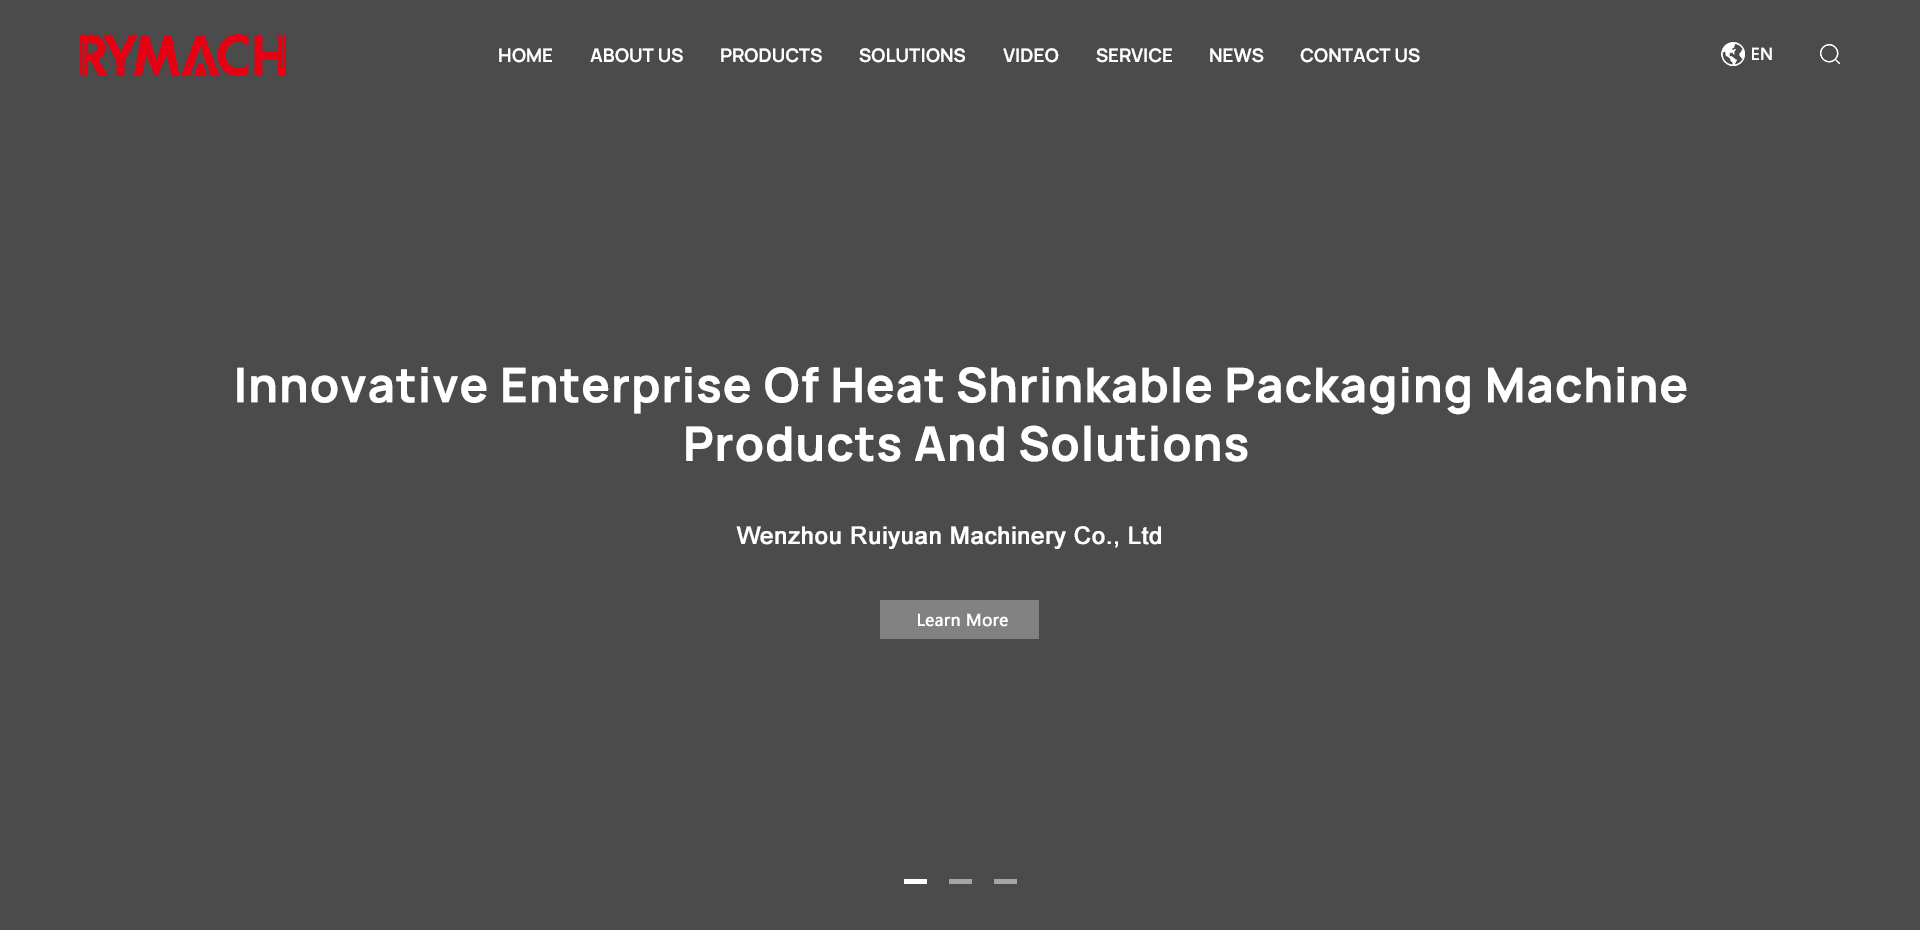 RYMACH
HOME ABOUT US PRODUCTS SOLUTIONS VIDEO SERVICE NEWS CONTACT US
EN
Innovative Enterprise Of Heat Shrinkable Packaging Machine
Products And Solutions
Wenzhou Ruiyuan Machinery Co., Ltd
Learn More